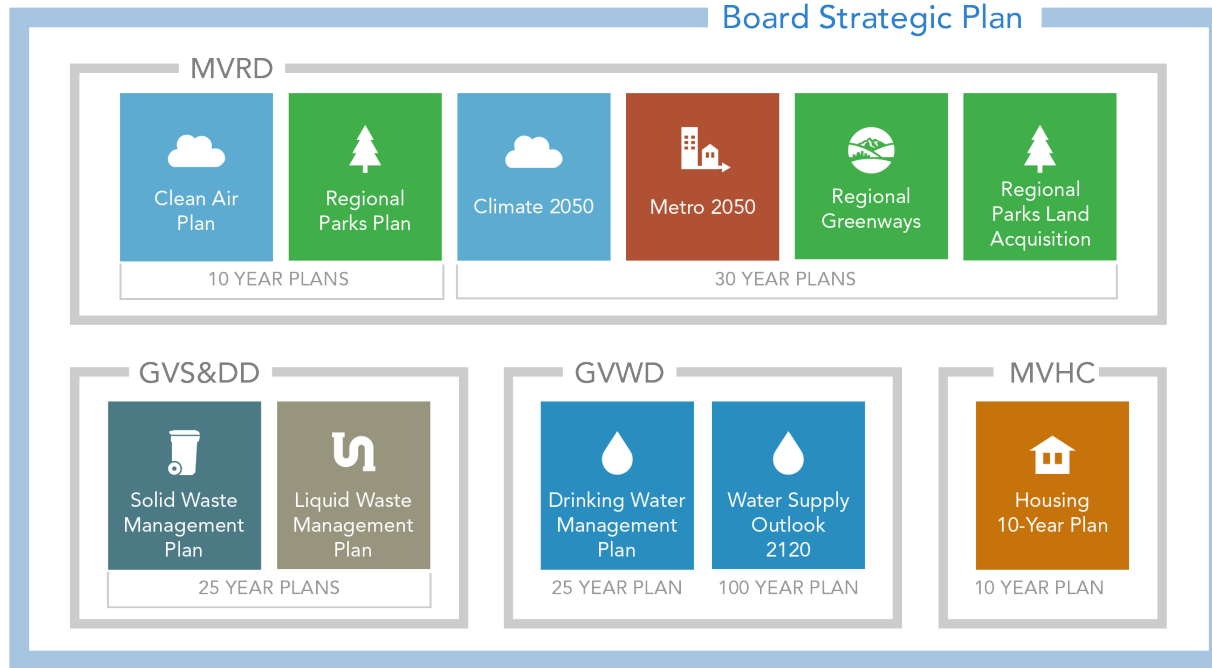 Board Strategic Plan
MVRD
Clean Air
Plan
Regional
Parks Plan
Climate 2050
Metro 2050
Regional
Greenways
Regional
Parks Land
Acquisition
10 YEAR PLANS
30 YEAR PLANS
GVS&DD
Solid Waste
Management
Plan
Liquid Waste
Management
Plan
25 YEAR PLANS
GVWD
Drinking Water
Management
Plan
Water Supply
Outlook
2120
25 YEAR PLAN
100 YEAR PLAN
MVHC
Housing
10-Year Plan
10 YEAR PLAN